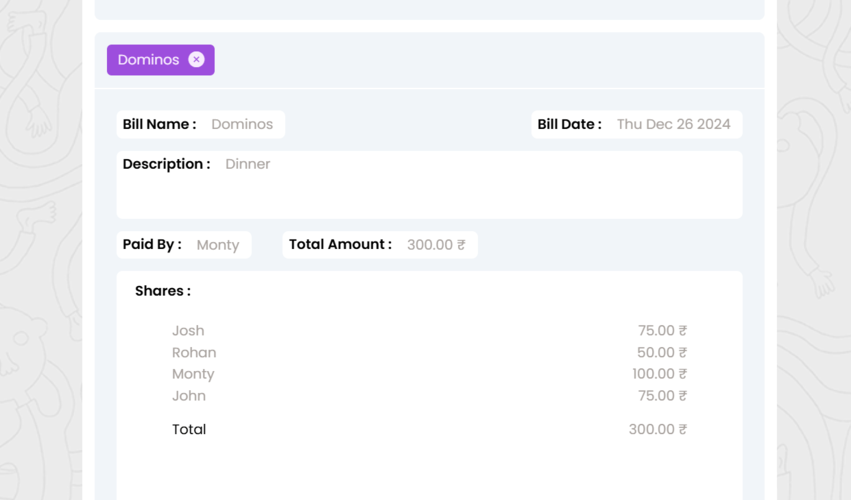 Dominos
Bill Name : Dominos Bill Date : Thu Dec 26 2024
Description : Dinner
Paid By : Monty Total Amount : 300.00 ₹
Shares :
Josh 75.00 ₹
Rohan 50.00 ₹
Monty 100.00 ₹
John 75.00 ₹
Total 300.00 ₹